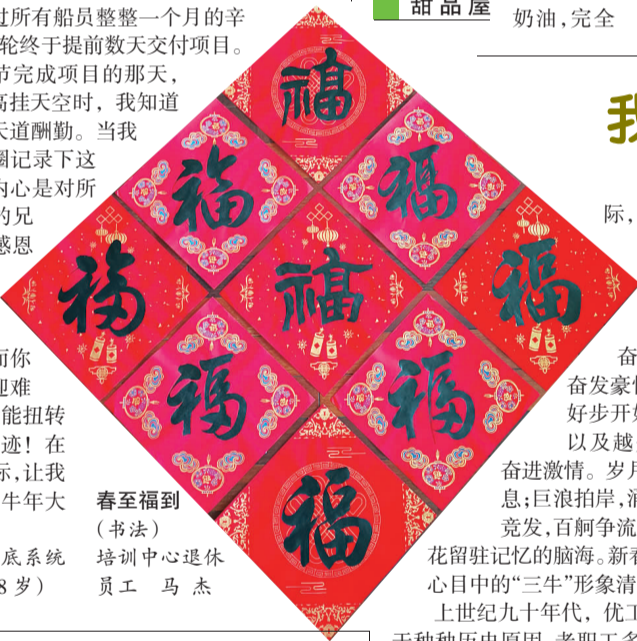 过所有船员整整一个月的辛
轮终于提前数天交付项目。
节完成项目的那天，
高挂天空时，我知道
天道酬勤。当我
圈记录下这
内心是对所
的兄
感恩
而你
迎难
能扭转
迹！在
际,让我
牛年大
底系统
8 岁）
福
福
福
福
福
福
福
福
福
春至福到
（书法）
培训中心退休
员工 马 杰
甜品屋
奶油,完全
我
际，
奋
奋发豪情
好步开好
以及越
奋进激情。岁月
息;巨浪拍岸,
竞发,百舸争流
花留驻记忆的脑海。新春
心目中的“三牛”形象清
上世纪九十年代，优工